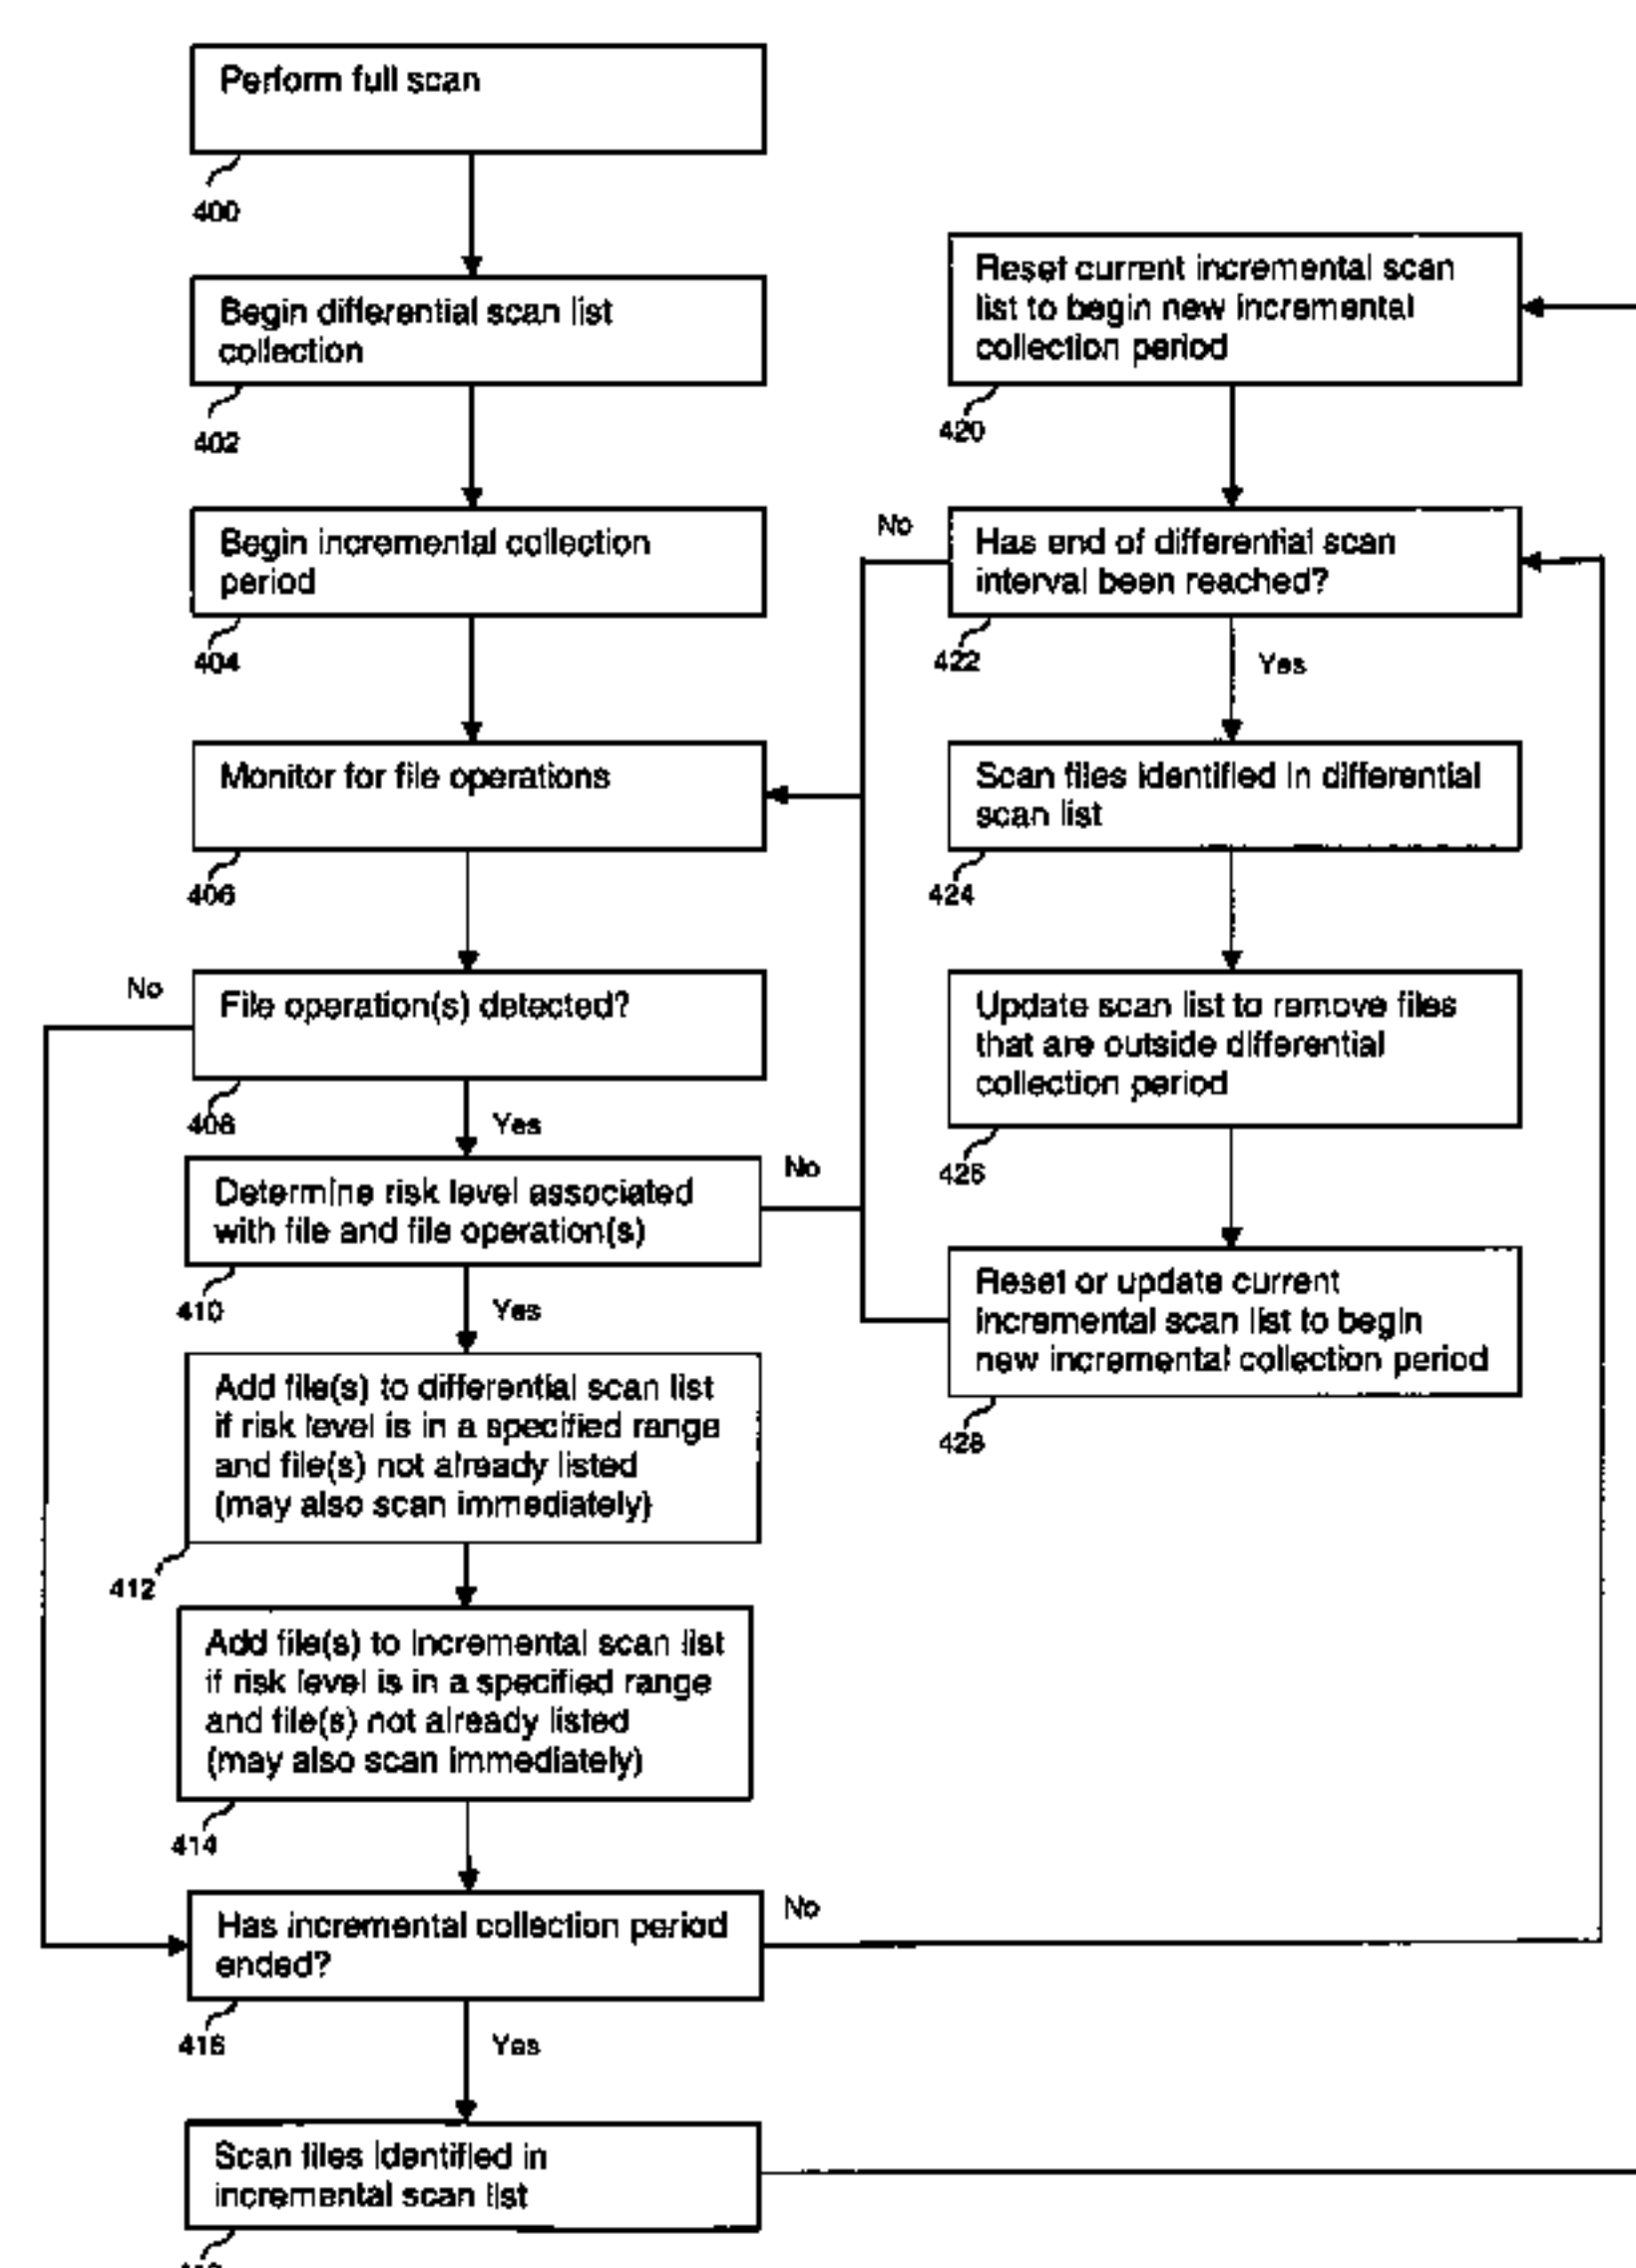 Perform full scan
400
Begin differential scan list
collection
402
Begin incremental collection
period
404
Monitor for file operations
406
No
File operation(s) detected?
408
Yes
Determine risk level associated
with file and file operation(s)
No
410
Yes
Add file(s) to differential scan list
if risk level is in a specified range
and file(s) not already listed
(may also scan immediately)
412
Add file(s) to incremental scan list
if risk level is in a specified range
and file(s) not already listed
(may also scan immediately)
414
Has incremental collection period
ended?
No
416
Yes
Scan files identified in
incremental scan list
Reset current incremental scan
list to begin new incremental
collection period
420
No
Has end of differential scan
interval been reached?
422
Yes
Scan files identified in differential
scan list
424
Update scan list to remove files
that are outside differential
collection period
426
Reset or update current
incremental scan list to begin
new incremental collection period
428